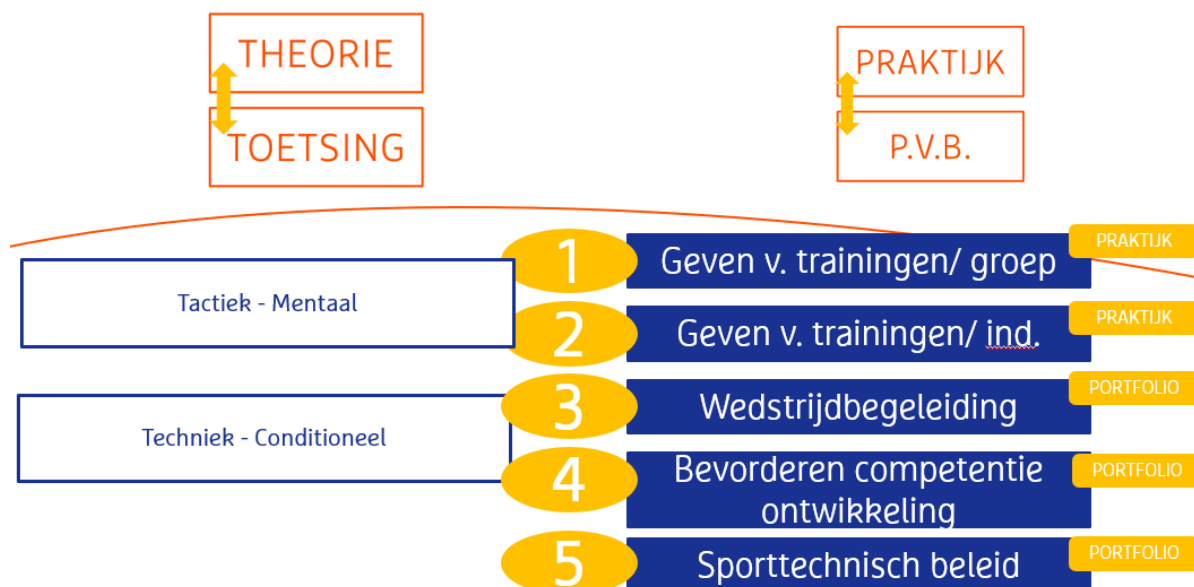 THEORIE
TOETSING
PRAKTIJK
P.V.B.
Tactiek - Mentaal
Techniek - Conditioneel
1
Geven v. trainingen/ groep
PRAKTIJK
2
Geven v. trainingen/ ind.
PRAKTIJK
3
Wedstrijdbegeleiding
PORTFOLIO
4
Bevorderen competentie
ontwikkeling
PORTFOLIO
5
Sporttechnisch beleid
PORTFOLIO